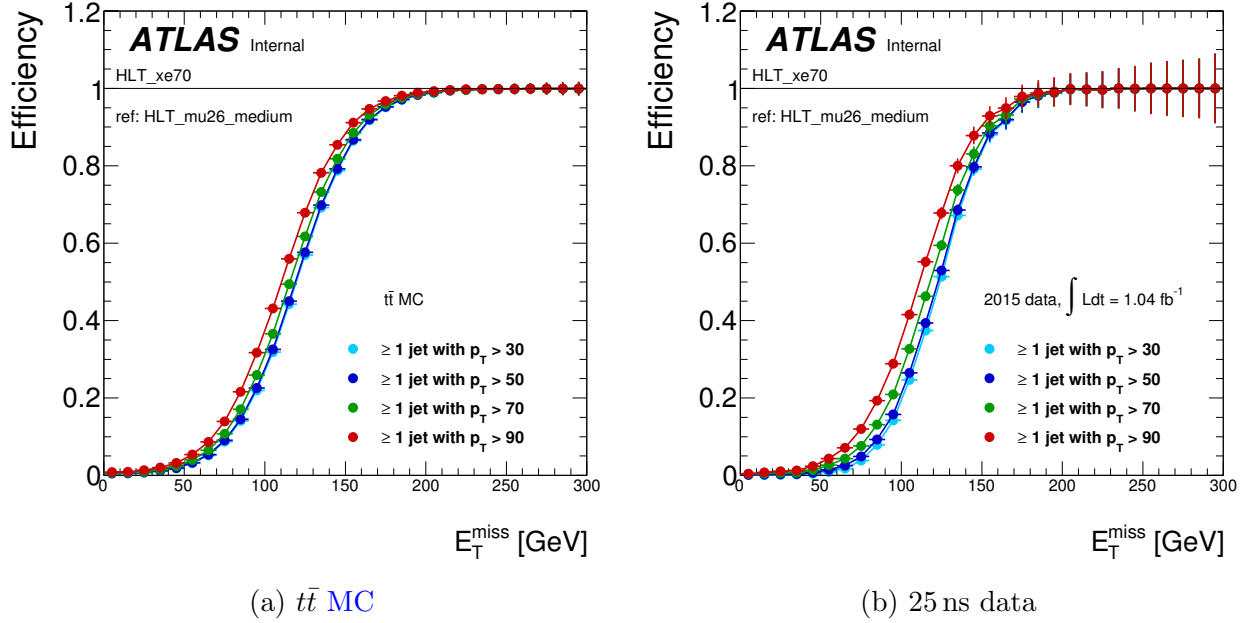 Efficiency
1.2
1
0.8
0.6
0.4
0.2
0
ATLAS Internal
HLT_xe70
ref: HLT_mu26_medium
tt̄ MC
≥ 1 jet with p_T > 30
≥ 1 jet with p_T > 50
≥ 1 jet with p_T > 70
≥ 1 jet with p_T > 90
0 50 100 150 200 250 300
E_T^miss [GeV]
(a) tt̄ MC
Efficiency
1.2
1
0.8
0.6
0.4
0.2
0
ATLAS Internal
HLT_xe70
ref: HLT_mu26_medium
2015 data, ∫ Ldt = 1.04 fb⁻¹
≥ 1 jet with p_T > 30
≥ 1 jet with p_T > 50
≥ 1 jet with p_T > 70
≥ 1 jet with p_T > 90
0 50 100 150 200 250 300
E_T^miss [GeV]
(b) 25 ns data